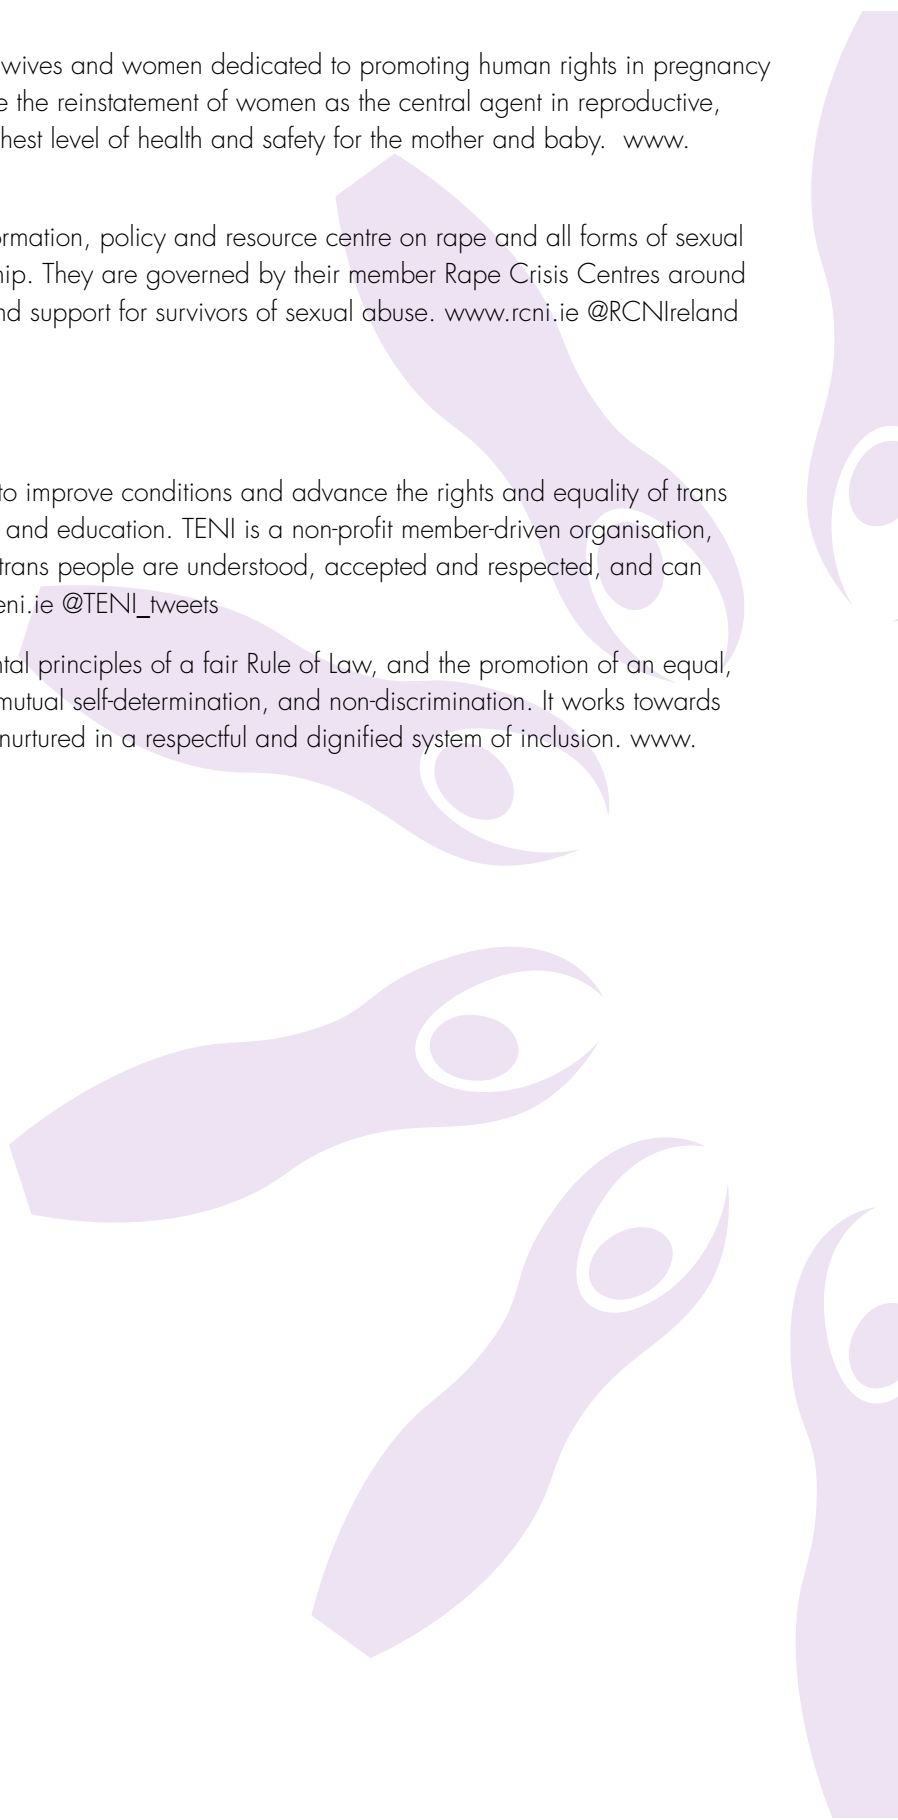 wives and women dedicated to promoting human rights in pregnancy
e the reinstatement of women as the central agent in reproductive,
hest level of health and safety for the mother and baby.  www.
ormation, policy and resource centre on rape and all forms of sexual
hip. They are governed by their member Rape Crisis Centres around
nd support for survivors of sexual abuse. www.rcni.ie @RCNIreland
to improve conditions and advance the rights and equality of trans
and education. TENI is a non-profit member-driven organisation,
trans people are understood, accepted and respected, and can
eni.ie @TENI_tweets
ntal principles of a fair Rule of Law, and the promotion of an equal,
mutual self-determination, and non-discrimination. It works towards
nurtured in a respectful and dignified system of inclusion. www.